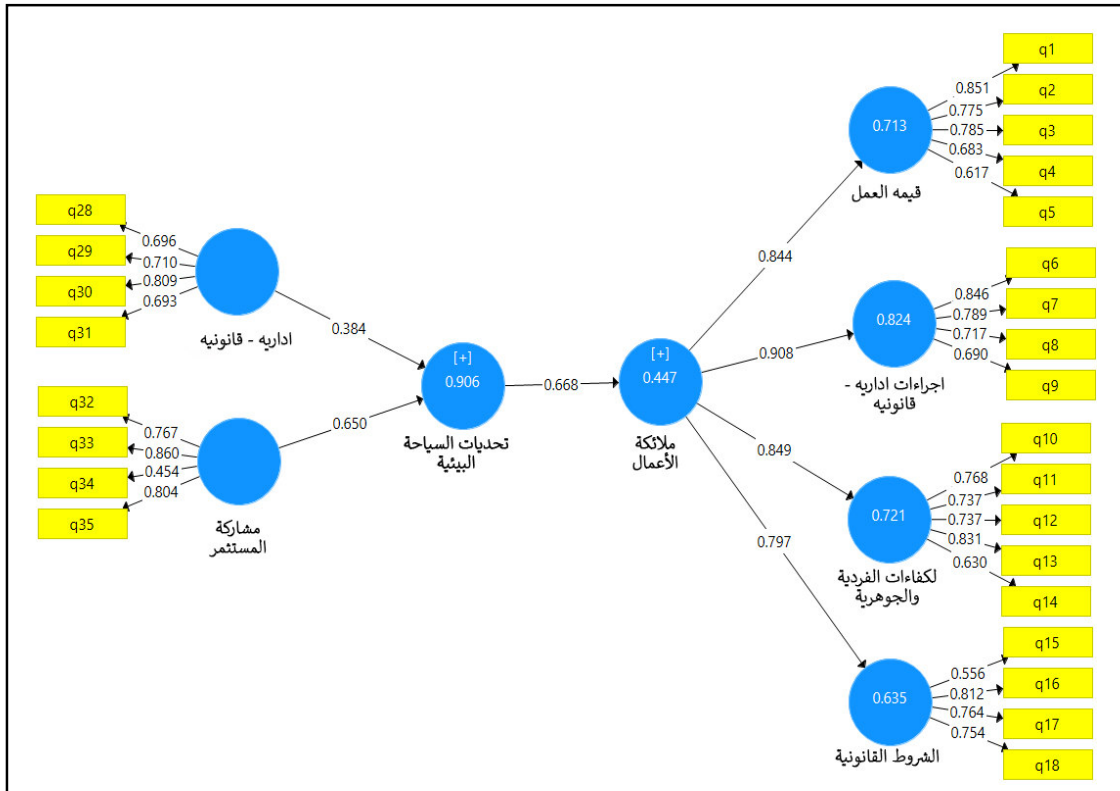 q1
0.851
q2
0.775
0.713
0.785
q3
0.683
q4
0.617
قيمه العمل
q5
q28
0.696
q29
0.710
0.809
q30
0.693
q31
اداريه - قانونيه
0.384
0.844
q6
0.846
q7
0.789
0.824
0.717
q8
0.690
q9
0.908
اجراءات اداريه -
قانونيه
[+]
0.906
تحديات السياحة
البيئية
0.668
[+]
0.447
ملائكة
الأعمال
q32
0.767
q33
0.860
0.454
q34
0.804
q35
مشاركة
المستثمر
0.650
0.849
q10
0.768
q11
0.737
0.721
0.737
q12
0.831
q13
0.630
q14
لكفاءات الفردية
والجوهرية
0.797
q15
0.556
q16
0.812
0.635
0.764
q17
0.754
q18
الشروط القانونية